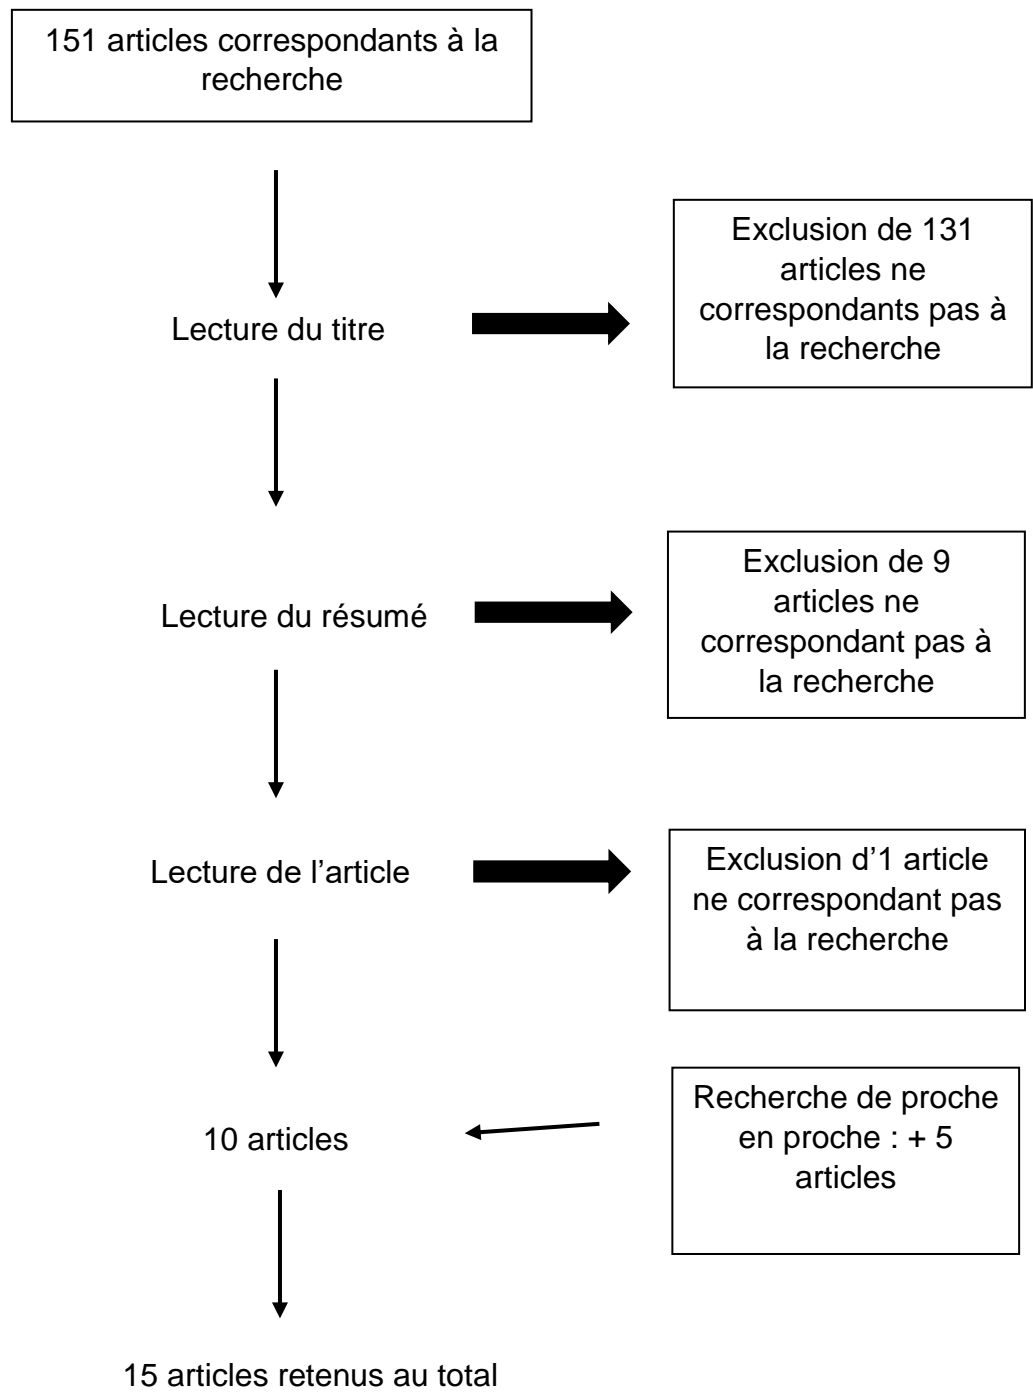 151 articles correspondants à la
recherche
Exclusion de 131
articles ne
correspondants pas à
la recherche
Lecture du titre
Exclusion de 9
articles ne
correspondant pas à
la recherche
Lecture du résumé
Exclusion d’1 article
ne correspondant pas
à la recherche
Lecture de l’article
Recherche de proche
en proche : + 5
articles
10 articles
15 articles retenus au total